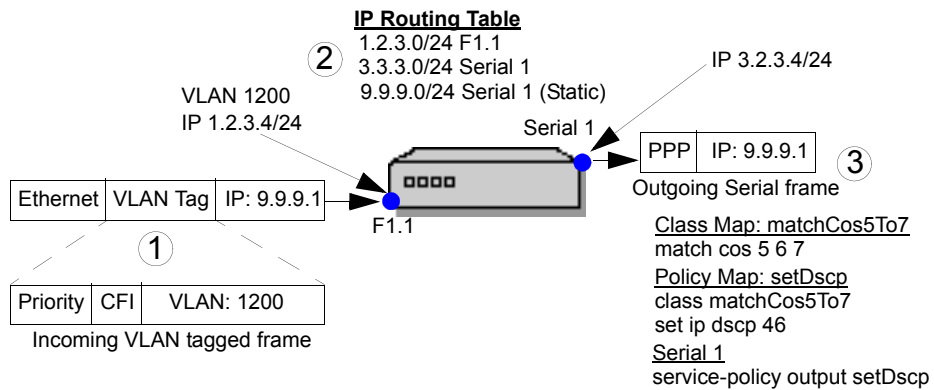 IP Routing Table
1.2.3.0/24 F1.1
3.3.3.0/24 Serial 1
9.9.9.0/24 Serial 1 (Static)
2
IP 3.2.3.4/24
VLAN 1200
IP 1.2.3.4/24
Serial 1
PPP IP: 9.9.9.1
3
Outgoing Serial frame
Ethernet VLAN Tag IP: 9.9.9.1
F1.1
1
Priority CFI VLAN: 1200
Incoming VLAN tagged frame
Class Map: matchCos5To7
match cos 5 6 7
Policy Map: setDscp
class matchCos5To7
set ip dscp 46
Serial 1
service-policy output setDscp